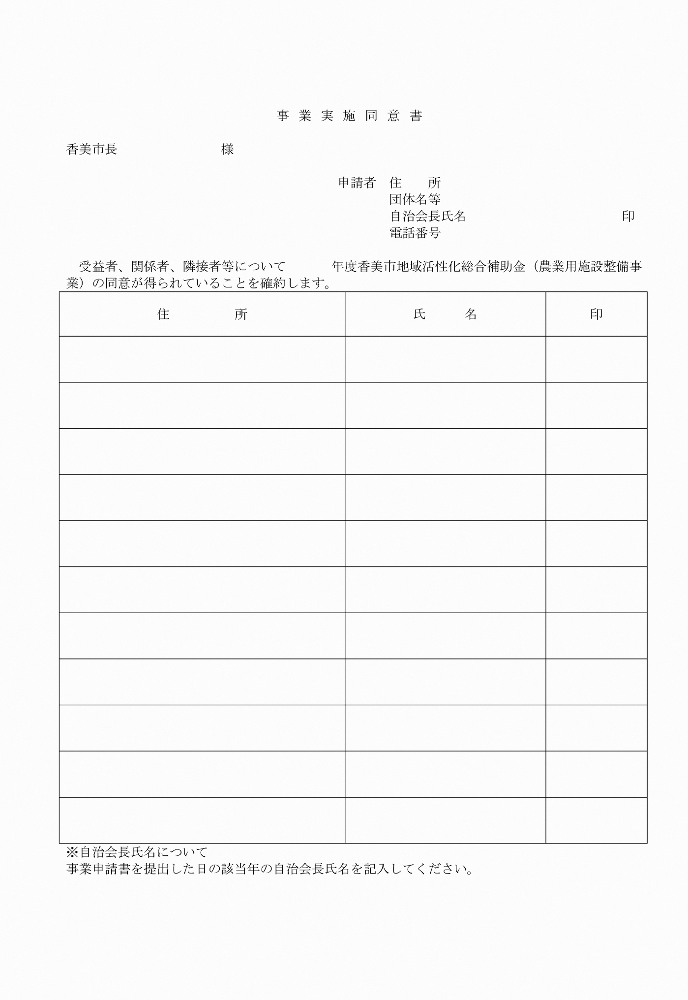 事業実施同意書
香美市長　　　　　　　　様
申請者　住　　所
団体名等
自治会長氏名　　　　　　　　　　　　印
電話番号
　受益者、関係者、隣接者等について　　　　年度香美市地域活性化総合補助金（農業用施設整備事
業）の同意が得られていることを確約します。
住　　　　　所　氏　　　名　印
※自治会長氏名について
事業申請書を提出した日の該当年の自治会長氏名を記入してください。